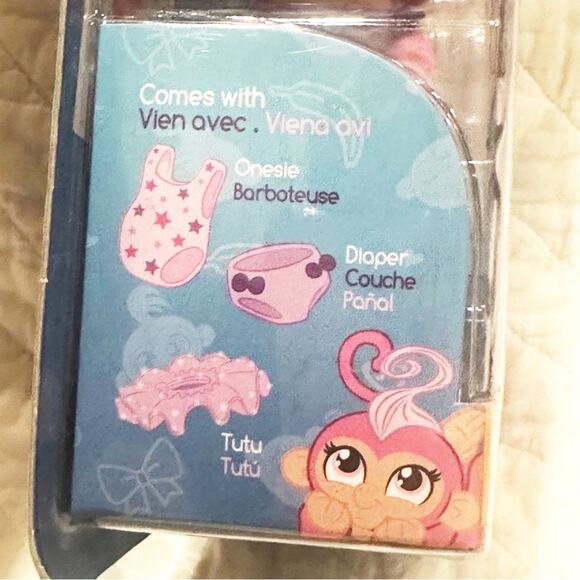 Comes with
Vien avec . Viena avi
Onesie
Barboteuse
Diaper
Couche
Pañal
Tutu
Tutú